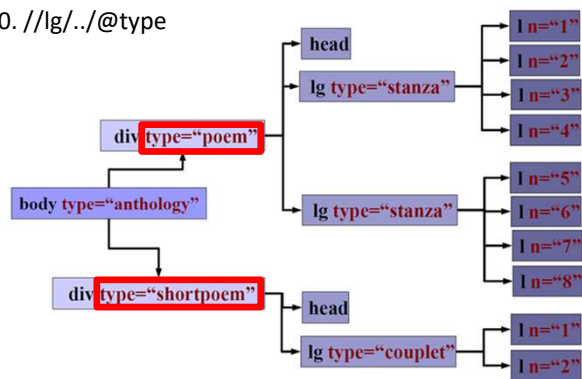 0. //lg/../@type
head
lg type=“stanza”
l n=“1”
l n=“2”
l n=“3”
l n=“4”
div type=“poem”
body type=“anthology”
lg type=“stanza”
l n=“5”
l n=“6”
l n=“7”
l n=“8”
div type=“shortpoem”
head
lg type=“couplet”
l n=“1”
l n=“2”